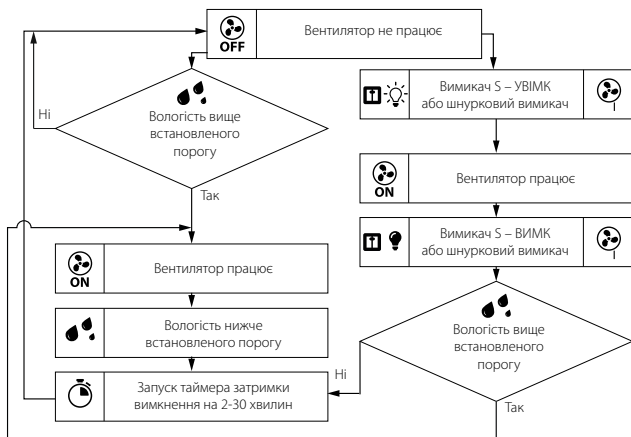 OFF
Вентилятор не працює
Ні
Вологість вище
встановленого
порогу
Так
ON
Вентилятор працює
Вологість нижче
встановленого порогу
Запуск таймера затримки
вимкнення на 2-30 хвилин
Вимикач S – УВІМК
або шнурковий вимикач
ON
Вентилятор працює
Вимикач S – ВИМК
або шнурковий вимикач
Вологість вище
встановленого
порогу
Ні
Так